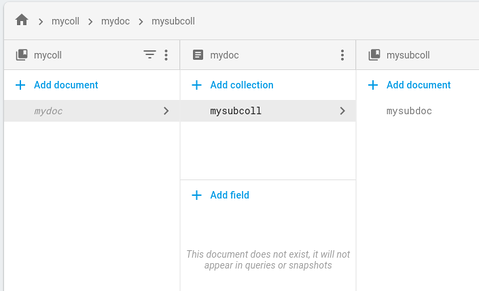 mycoll > mydoc > mysubcoll
mycoll
mydoc
mysubcoll
+ Add document
+ Add collection
+ Add document
mydoc
mysubcoll
mysubdoc
+ Add field
This document does not exist, it will not
appear in queries or snapshots